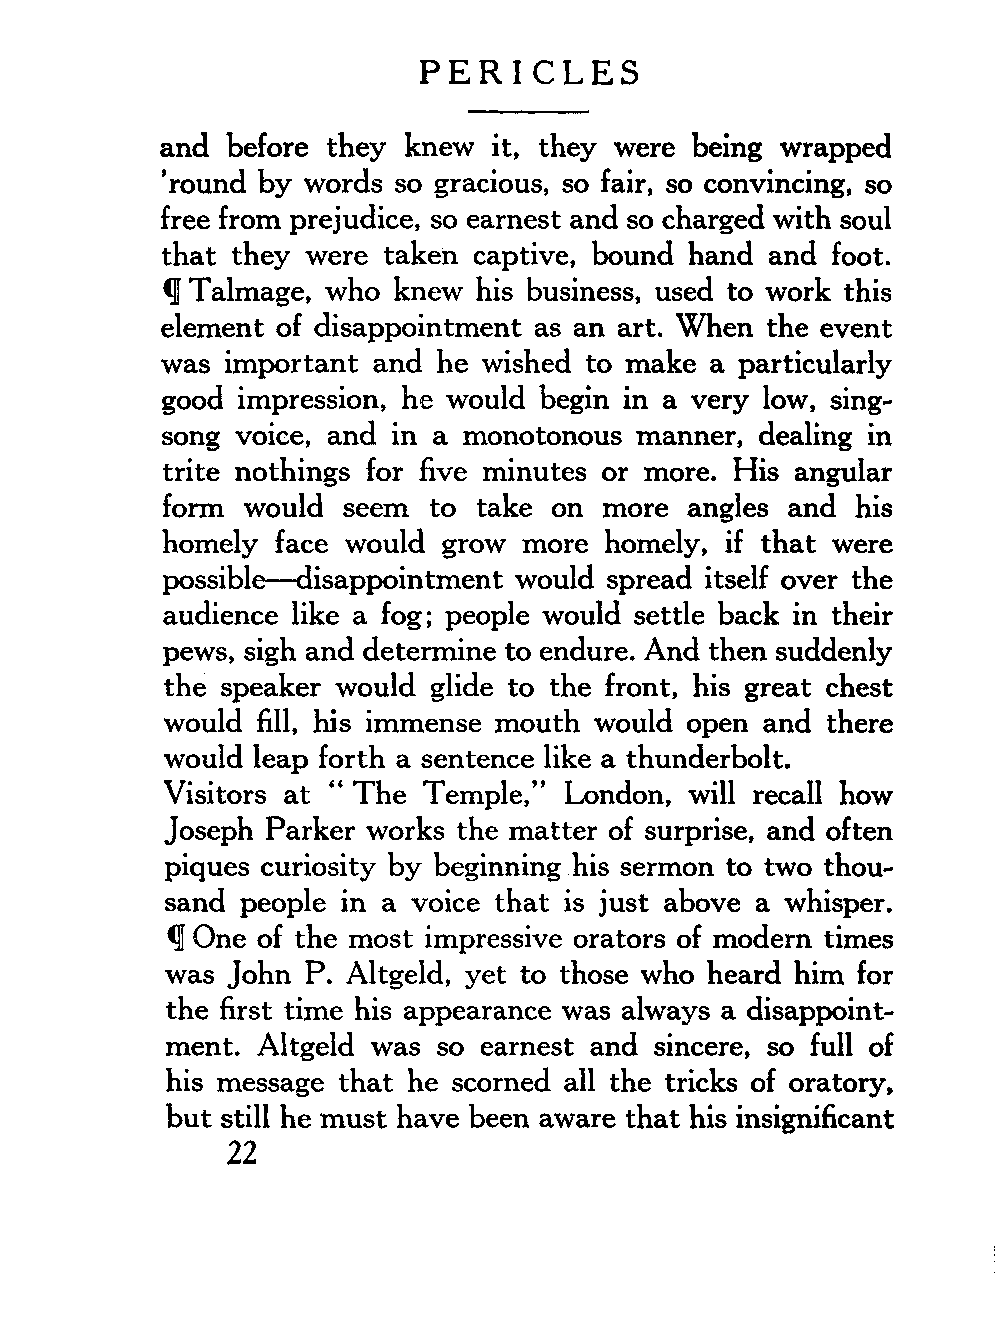 PERICLES
and before they knew it, they were being wrapped
'round by words so gracious, so fair, so convincing, so
free from prejudice, so earnest and so charged with soul
that they were taken captive, bound hand and foot.
¶ Talmage, who knew his business, used to work this
element of disappointment as an art. When the event
was important and he wished to make a particularly
good impression, he would begin in a very low, sing-
song voice, and in a monotonous manner, dealing in
trite nothings for five minutes or more. His angular
form would seem to take on more angles and his
homely face would grow more homely, if that were
possible—disappointment would spread itself over the
audience like a fog; people would settle back in their
pews, sigh and determine to endure. And then suddenly
the speaker would glide to the front, his great chest
would fill, his immense mouth would open and there
would leap forth a sentence like a thunderbolt.
Visitors at “ The Temple,” London, will recall how
Joseph Parker works the matter of surprise, and often
piques curiosity by beginning his sermon to two thou-
sand people in a voice that is just above a whisper.
¶ One of the most impressive orators of modern times
was John P. Altgeld, yet to those who heard him for
the first time his appearance was always a disappoint-
ment. Altgeld was so earnest and sincere, so full of
his message that he scorned all the tricks of oratory,
but still he must have been aware that his insignificant
22